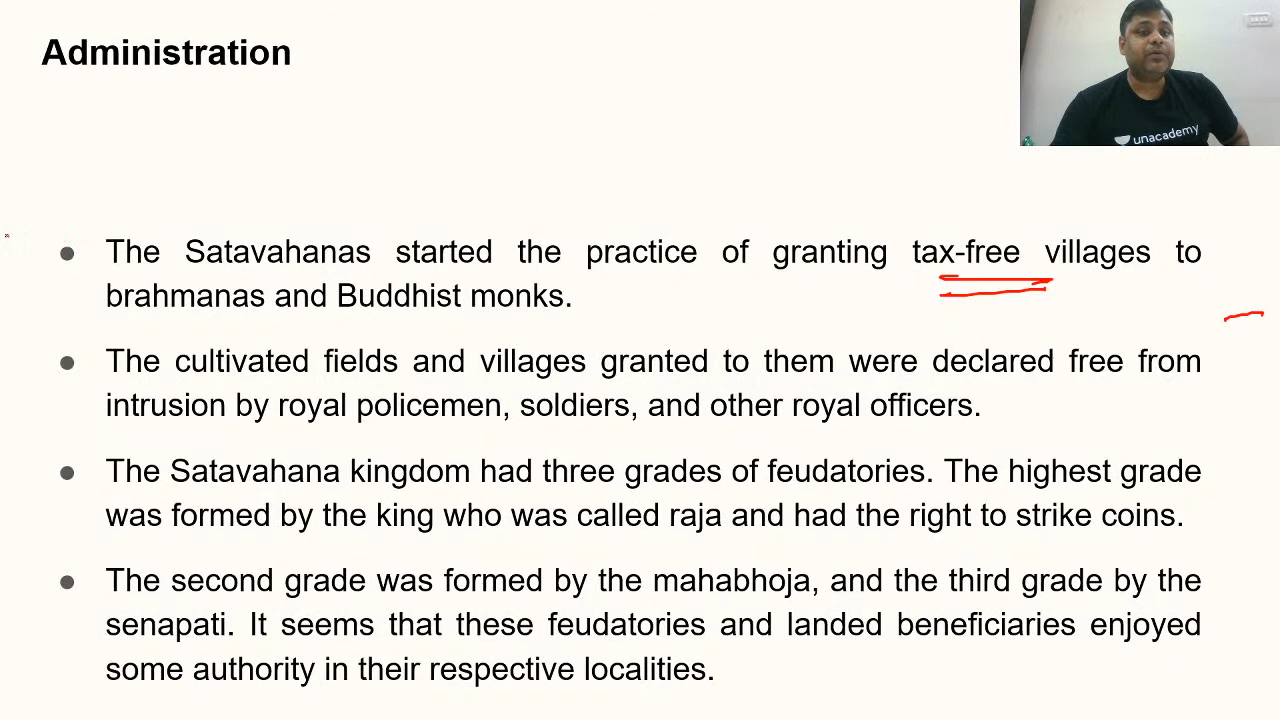 Administration
unacademy
The Satavahanas started the practice of granting tax-free villages to
brahmanas and Buddhist monks.
The cultivated fields and villages granted to them were declared free from
intrusion by royal policemen, soldiers, and other royal officers.
The Satavahana kingdom had three grades of feudatories. The highest grade
was formed by the king who was called raja and had the right to strike coins.
The second grade was formed by the mahabhoja, and the third grade by the
senapati. It seems that these feudatories and landed beneficiaries enjoyed
some authority in their respective localities.